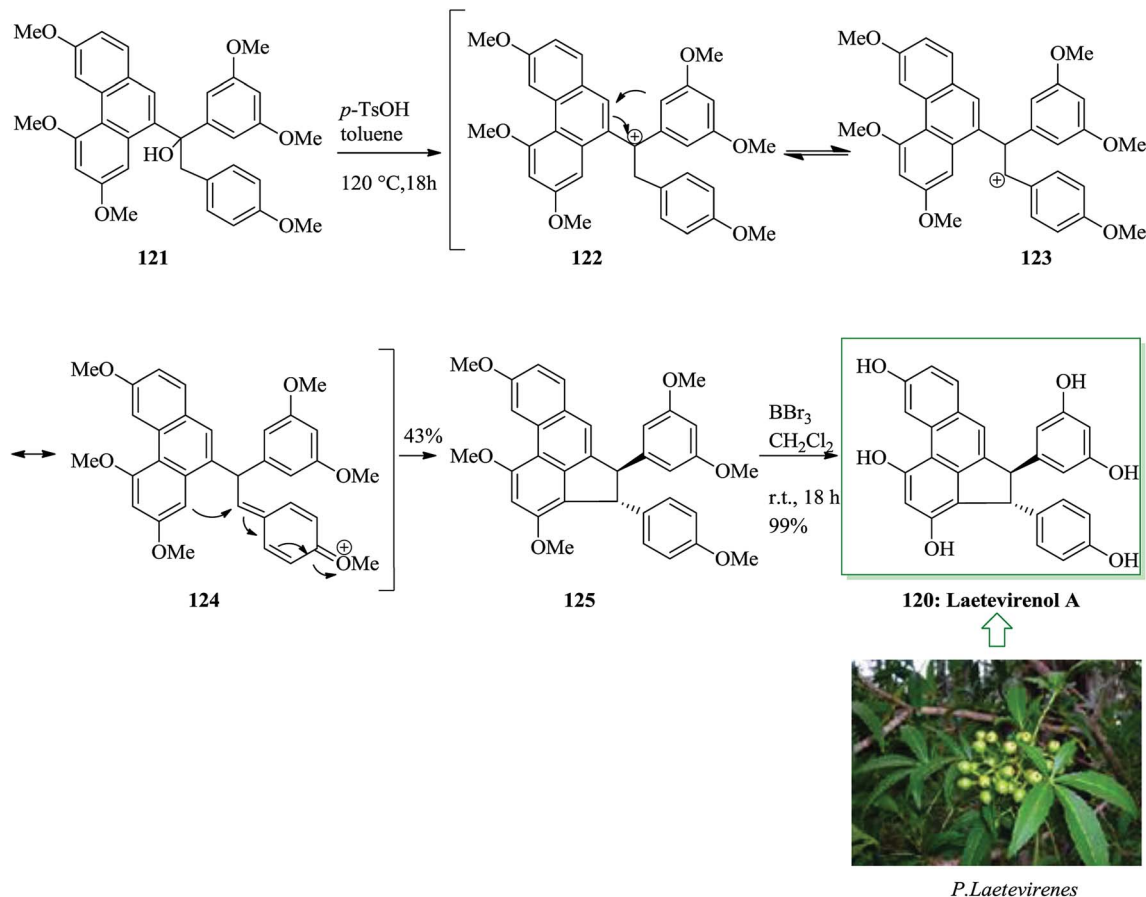 MeO
OMe
MeO
HO
OMe
OMe
OMe
121
p-TsOH
toluene
120 °C,18h
MeO
OMe
MeO
OMe
OMe
OMe
122
MeO
OMe
MeO
OMe
OMe
OMe
123
MeO
OMe
MeO
OMe
OMe
OMe
124
43%
MeO
OMe
MeO
OMe
OMe
OMe
125
BBr3
CH2Cl2
r.t., 18 h
99%
HO
OH
HO
OH
OH
OH
120: Laetevirenol A
P.Laetevirenes